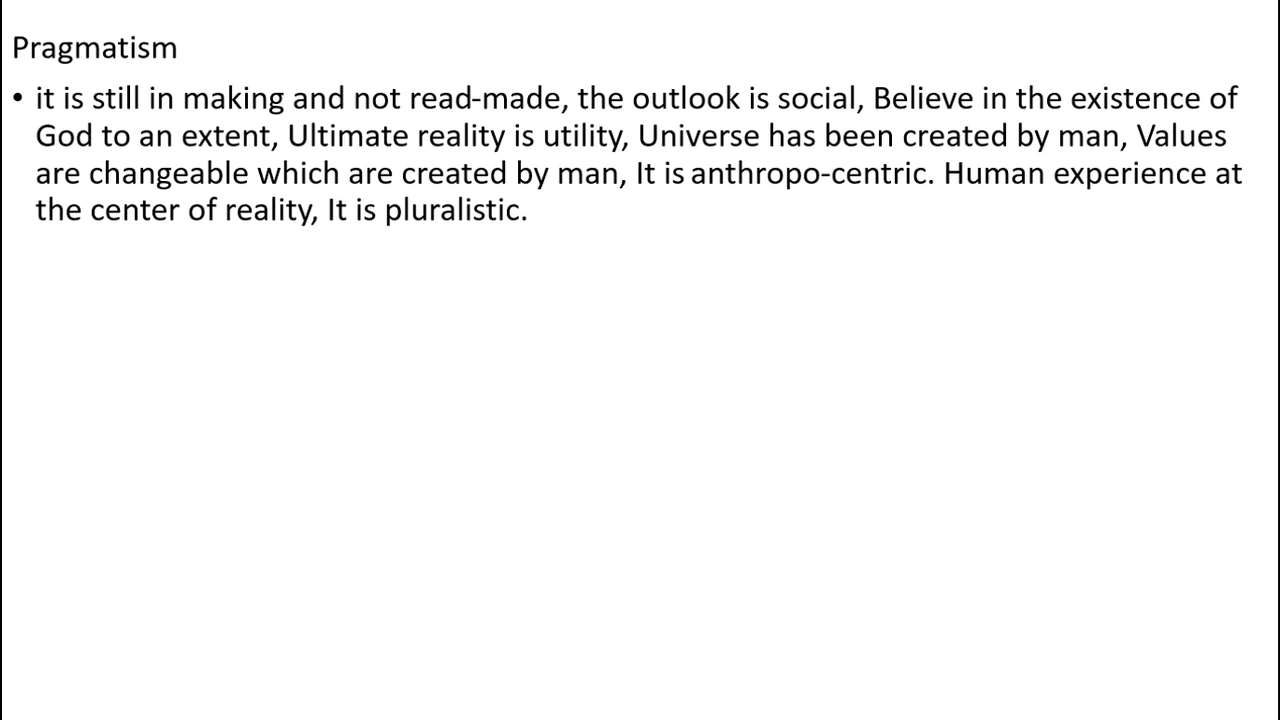 Pragmatism
• it is still in making and not read-made, the outlook is social, Believe in the existence of
God to an extent, Ultimate reality is utility, Universe has been created by man, Values
are changeable which are created by man, It is anthropo-centric. Human experience at
the center of reality, It is pluralistic.